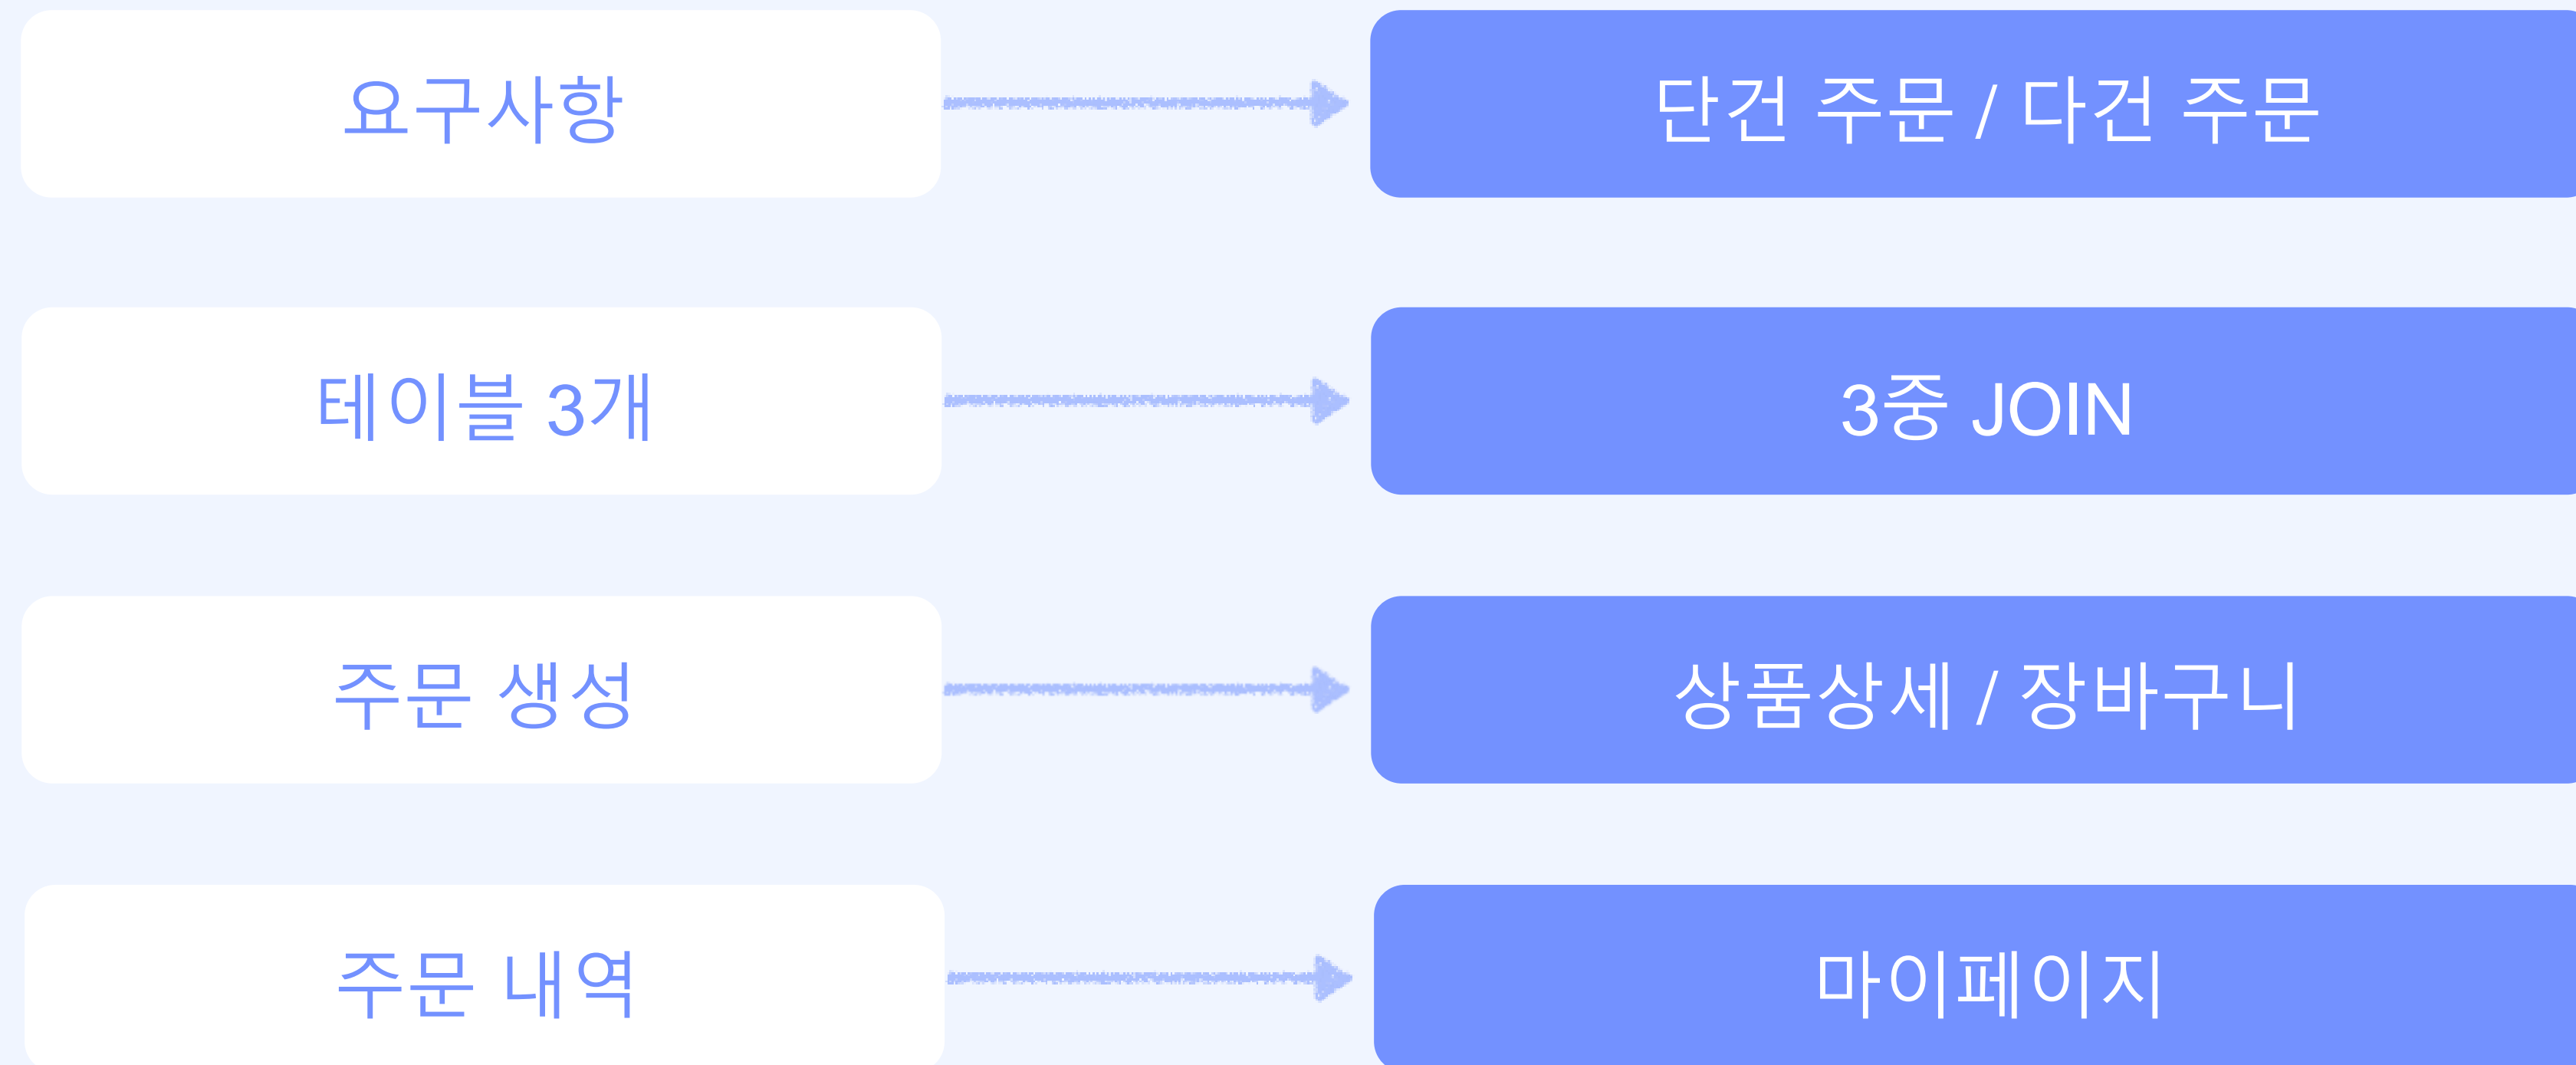 요구사항
단건 주문 / 다건 주문
테이블 3개
3중 JOIN
주문 생성
상품상세 / 장바구니
주문 내역
마이페이지